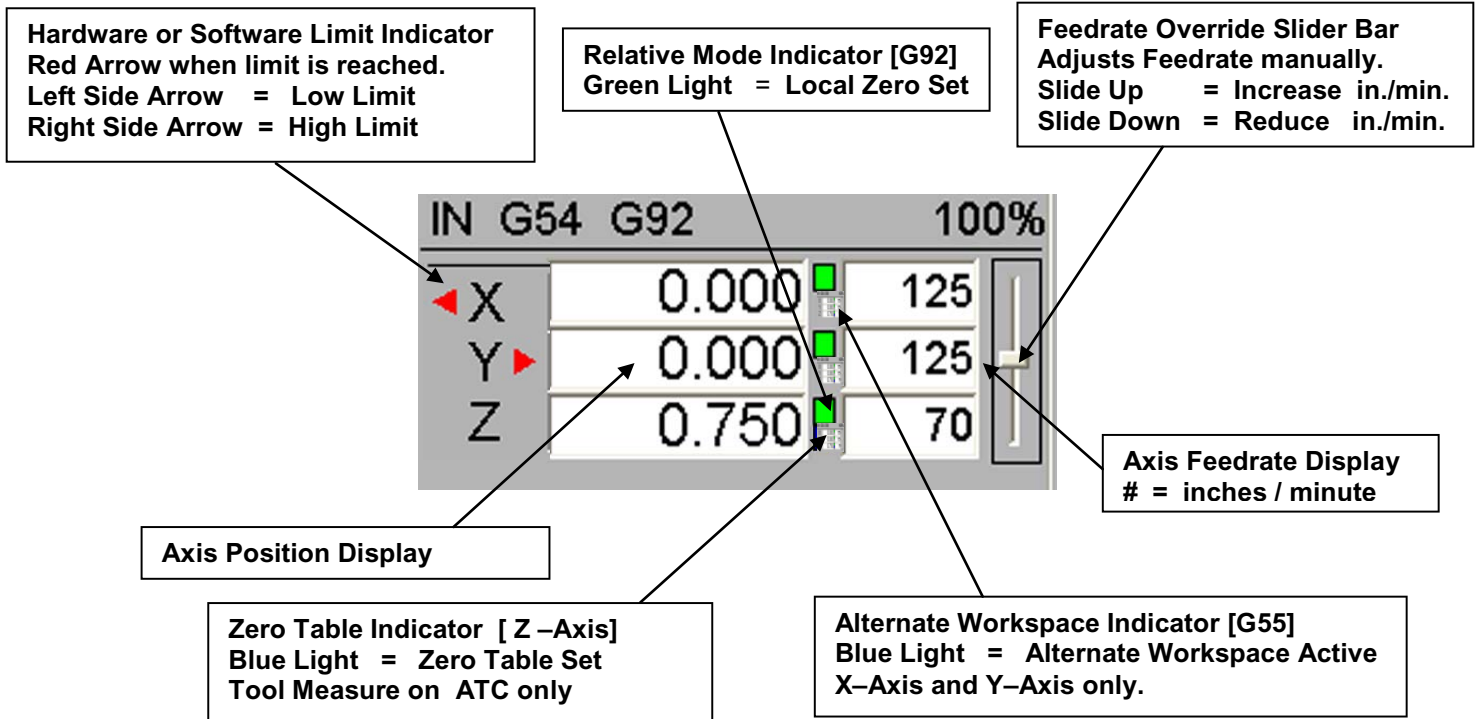 Hardware or Software Limit Indicator
Red Arrow when limit is reached.
Left Side Arrow = Low Limit
Right Side Arrow = High Limit
Relative Mode Indicator [G92]
Green Light = Local Zero Set
Feedrate Override Slider Bar
Adjusts Feedrate manually.
Slide Up = Increase in./min.
Slide Down = Reduce in./min.
IN G54 G92 100%
X 0.000 125
Y 0.000 125
Z 0.750 70
Axis Feedrate Display
# = inches / minute
Axis Position Display
Zero Table Indicator [ Z –Axis]
Blue Light = Zero Table Set
Tool Measure on ATC only
Alternate Workspace Indicator [G55]
Blue Light = Alternate Workspace Active
X–Axis and Y–Axis only.